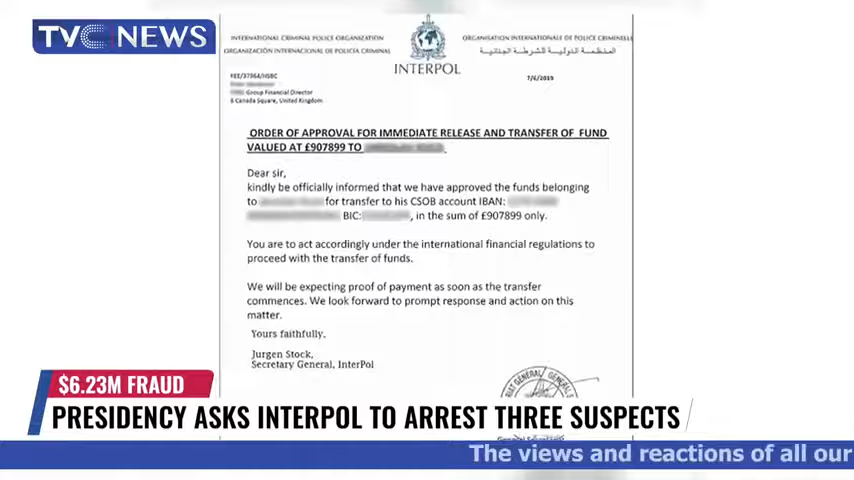 TVC NEWS
INTERNATIONAL CRIMINAL POLICE ORGANIZATION
ORGANIZACIÓN INTERNACIONAL DE POLICÍA CRIMINAL
ORGANISATION INTERNATIONALE DE POLICE CRIMINELLE
المنظمة الدولية للشرطة الجنائية
INTERPOL
7/6/2019
Group Financial Director
8 Canada Square, United Kingdom
ORDER OF APPROVAL FOR IMMEDIATE RELEASE AND TRANSFER OF FUND
VALUED AT £907899 TO
Dear sir,
kindly be officially informed that we have approved the funds belonging
to for transfer to his CSOB account IBAN:
BIC: , in the sum of £907899 only.
You are to act accordingly under the international financial regulations to
proceed with the transfer of funds.
We will be expecting proof of payment as soon as the transfer
commences. We look forward to prompt response and action on this
matter.
Yours faithfully,
Jurgen Stock,
Secretary General, InterPol
$6.23M FRAUD
PRESIDENCY ASKS INTERPOL TO ARREST THREE SUSPECTS
The views and reactions of all our